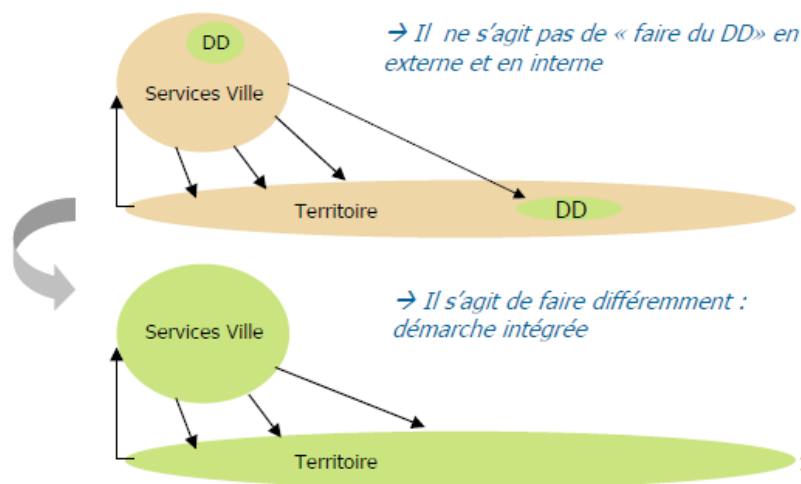 DD
Services Ville
→ Il ne s'agit pas de « faire du DD» en
externe et en interne
Territoire
DD
→ Il s'agit de faire différemment :
démarche intégrée
Services Ville
Territoire